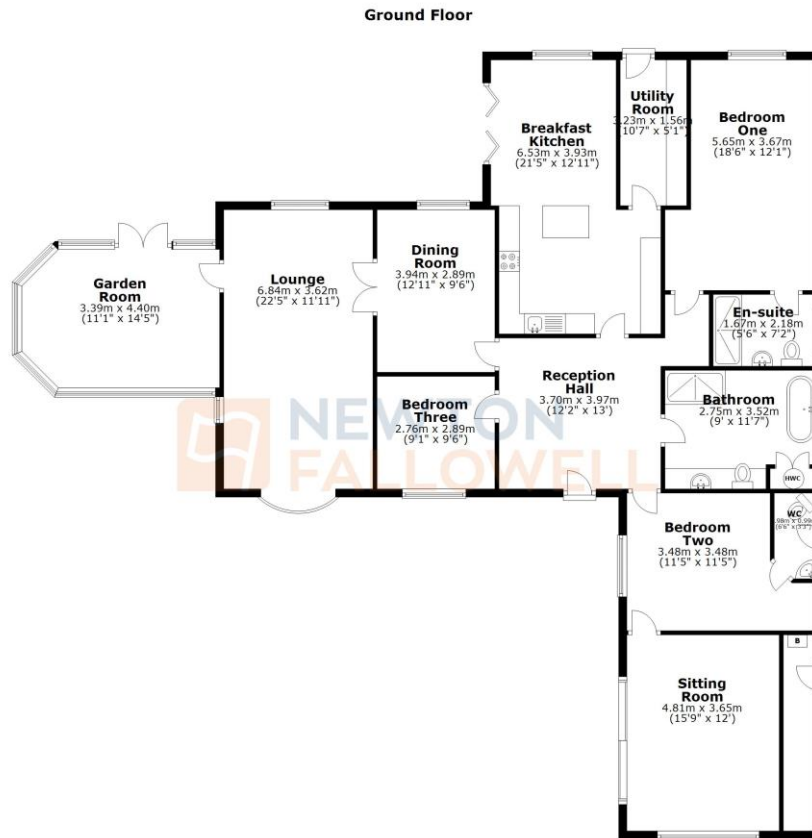 Ground Floor
Utility
Room
3.23m x 1.56m
(10'7" x 5'1")
Bedroom
One
5.65m x 3.67m
(18'6" x 12'1")
Breakfast
Kitchen
6.53m x 3.93m
(21'5" x 12'11")
Dining
Room
3.94m x 2.89m
(12'11" x 9'6")
Lounge
6.84m x 3.62m
(22'5" x 11'11")
Garden
Room
3.39m x 4.40m
(11'1" x 14'5")
En-suite
1.67m x 2.18m
(5'6" x 7'2")
Reception
Hall
3.70m x 3.97m
(12'2" x 13')
Bathroom
2.75m x 3.52m
(9' x 11'7")
Bedroom
Three
2.76m x 2.89m
(9'1" x 9'6")
NEWTON
FALLOWELL
HWC
WC
Bedroom
Two
3.48m x 3.48m
(11'5" x 11'5")
B
Sitting
Room
4.81m x 3.65m
(15'9" x 12')